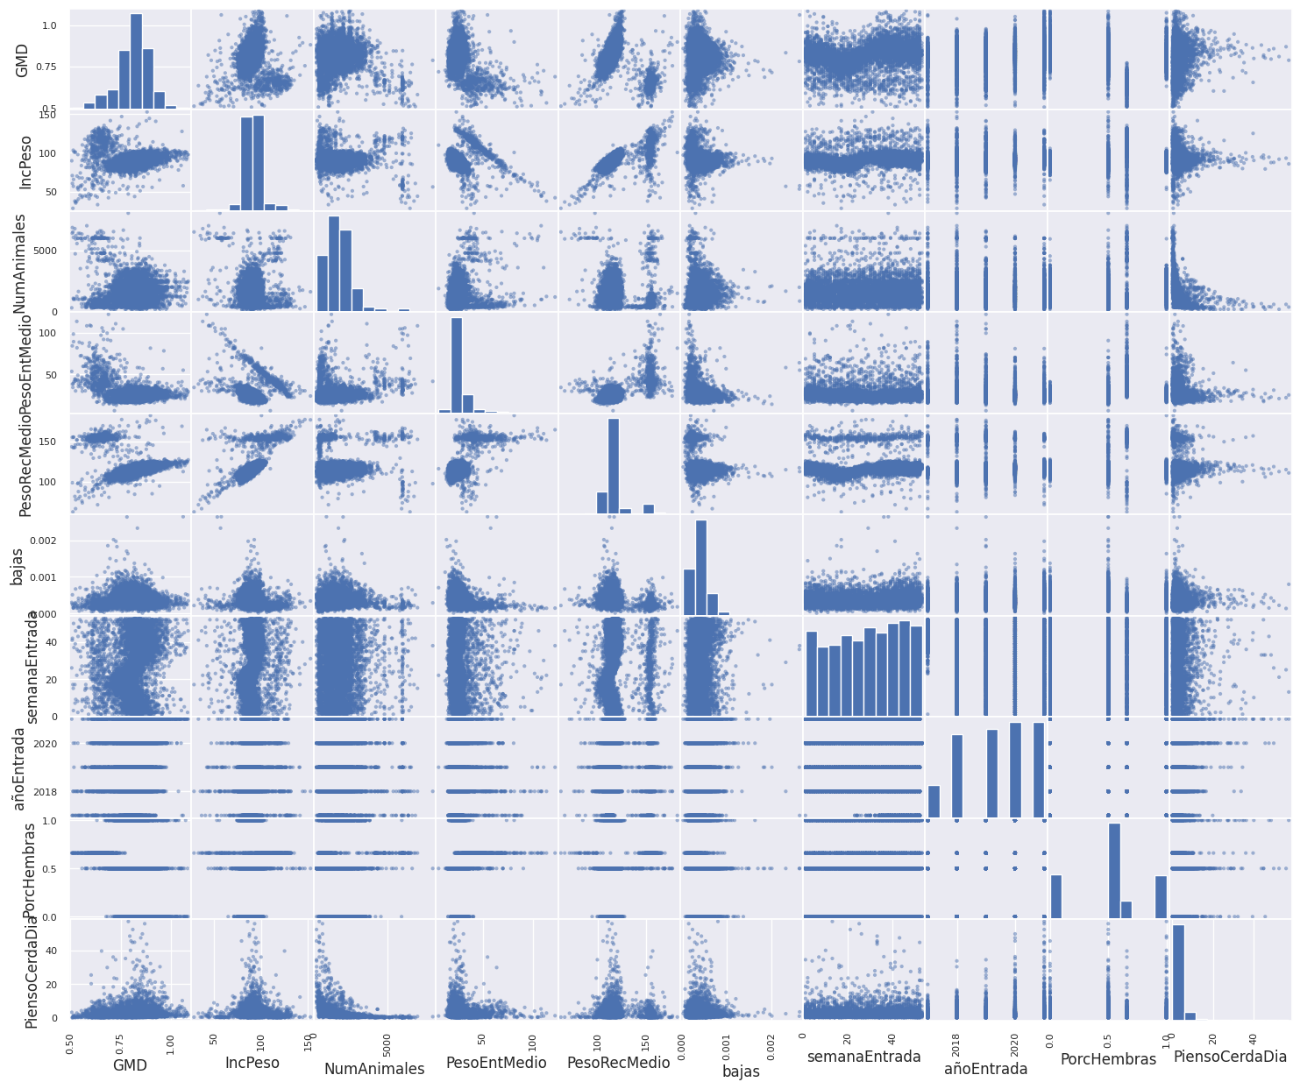 GMD
1.0
0.75
0.5
IncPeso
150
100
50
NumAnimales
5000
0
PesoEntMedio
100
50
PesoRecMedio
150
100
bajas
0.002
0.001
0.000
semanaEntrada
40
20
0
añoEntrada
2020
2018
PorcHembras
1.0
0.5
0.0
PiensoCerdaDia
40
20
0
0.50 0.75 1.00 50 100 150 0 5000 50 100 100 150 0.000 0.001 0.002 0 20 40 2018 2020 0.0 0.5 1.0 0 20 40
GMD IncPeso NumAnimales PesoEntMedio PesoRecMedio bajas semanaEntrada añoEntrada PorcHembras PiensoCerdaDia